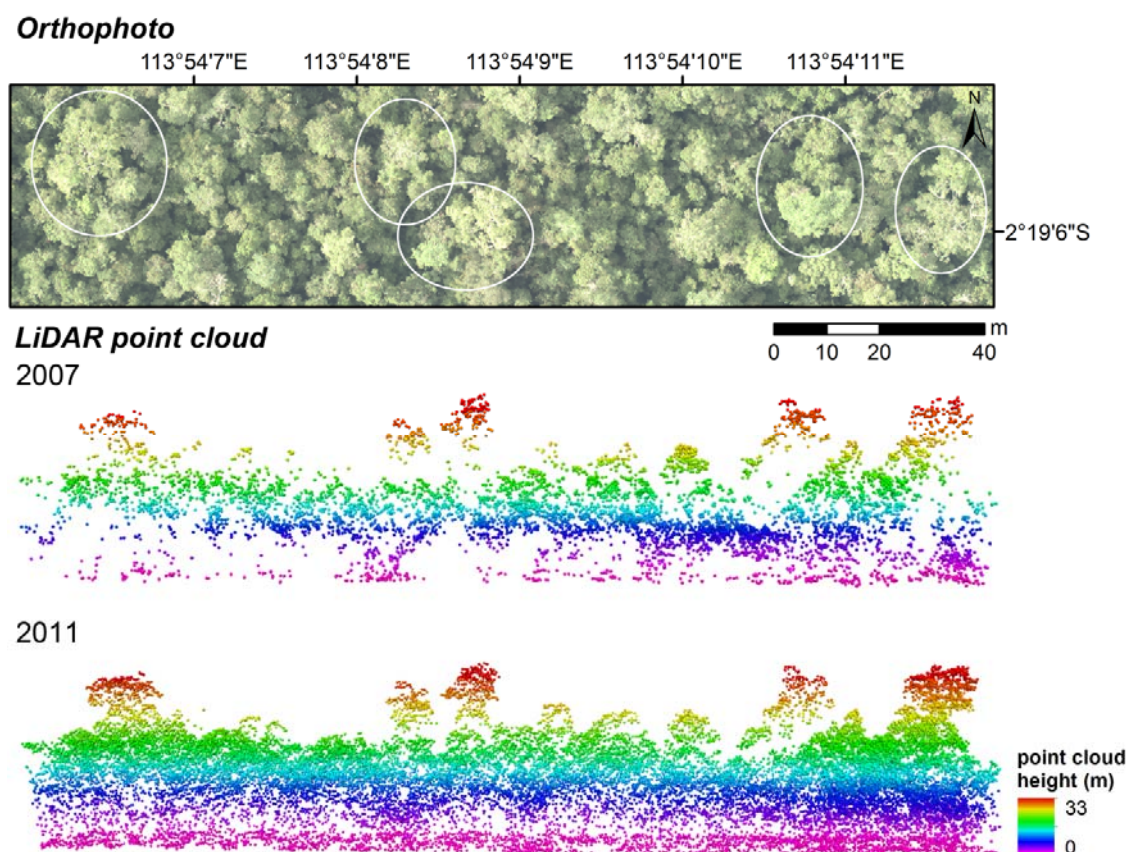 Orthophoto
113°54'7"E 113°54'8"E 113°54'9"E 113°54'10"E 113°54'11"E
N
2°19'6"S
LiDAR point cloud
m
0 10 20 40
2007
2011
point cloud
height (m)
33
0